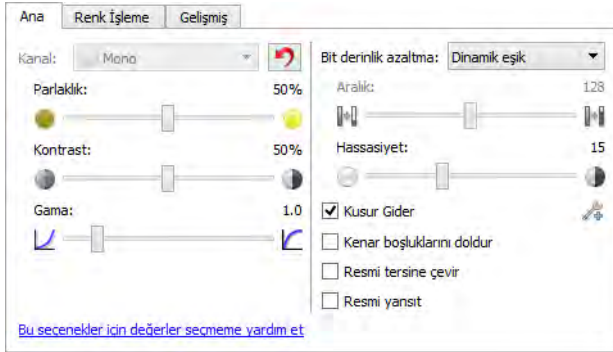 Ana Renk İşleme Gelişmiş
Kanal: Mono
Parlaklık: 50%
Kontrast: 50%
Gama: 1.0
Bu seçenekler için değerler seçmeme yardım et
Bit derinlik azaltma: Dinamik eşik
Aralık: 128
Hassasiyet: 15
Kusur Gider
Kenar boşluklarını doldur
Resmi tersine çevir
Resmi yansıt